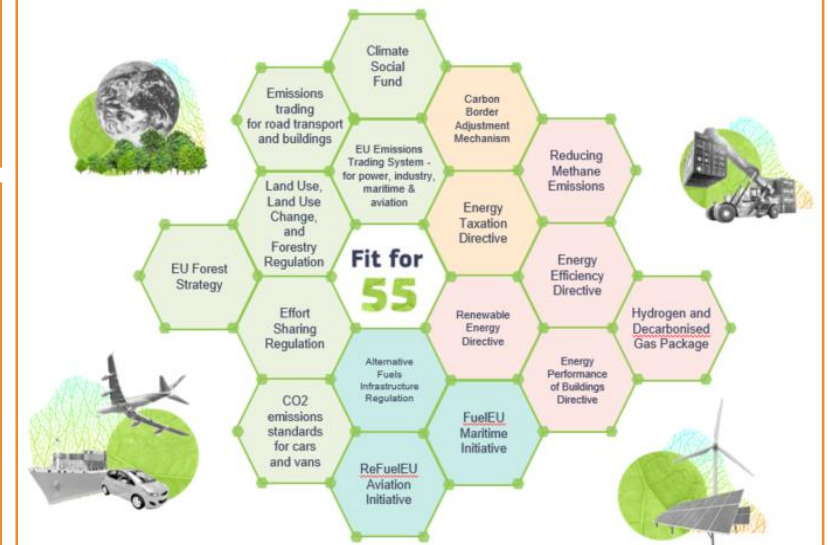 Climate
Social
Fund
Emissions
trading
for road transport
and buildings
Carbon
Border
Adjustment
Mechanism
EU Emissions
Trading System -
for power, industry,
maritime &
aviation
Reducing
Methane
Emissions
Land Use,
Land Use
Change,
and
Forestry
Regulation
Energy
Taxation
Directive
EU Forest
Strategy
Fit for
55
Energy
Efficiency
Directive
Effort
Sharing
Regulation
Renewable
Energy
Directive
Hydrogen and
Decarbonised
Gas Package
Alternative
Fuels
Infrastructure
Regulation
Energy
Performance
of Buildings
Directive
CO2
emissions
standards
for cars
and vans
FuelEU
Maritime
Initiative
ReFuelEU
Aviation
Initiative